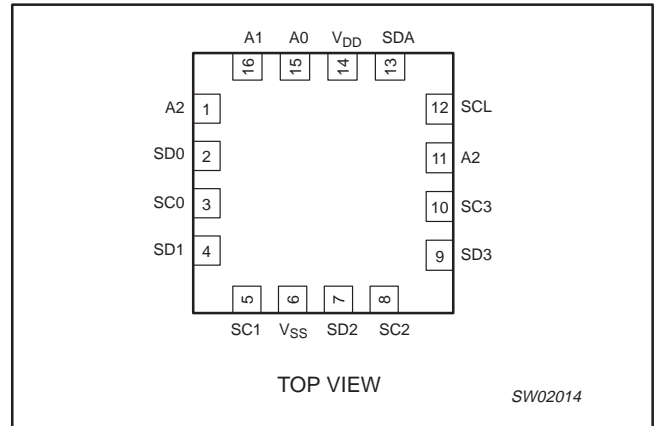 A1 A0 VDD SDA
16 15 14 13
A2 1 12 SCL
SD0 2 11 A2
SC0 3 10 SC3
SD1 4 9 SD3
5 6 7 8
SC1 VSS SD2 SC2
TOP VIEW
SW02014